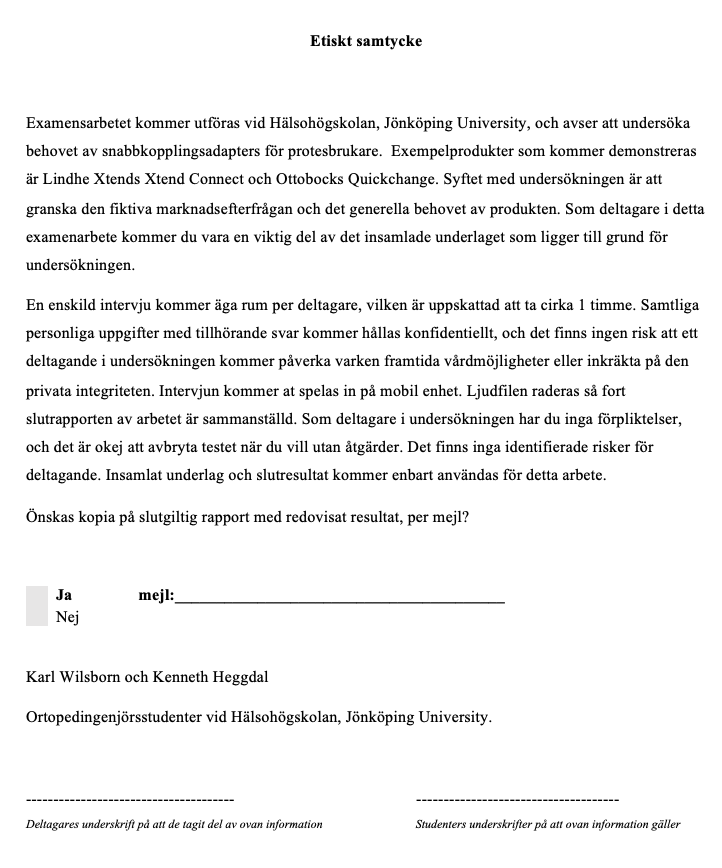 Etiskt samtycke
Examensarbetet kommer utföras vid Hälsohögskolan, Jönköping University, och avser att undersöka
behovet av snabbkopplingsadapters för protesbrukare.  Exempelprodukter som kommer demonstreras
är Lindhe Xtends Xtend Connect och Ottobocks Quickchange. Syftet med undersökningen är att
granska den fiktiva marknadsefterfrågan och det generella behovet av produkten. Som deltagare i detta
examenarbete kommer du vara en viktig del av det insamlade underlaget som ligger till grund för
undersökningen.
En enskild intervju kommer äga rum per deltagare, vilken är uppskattad att ta cirka 1 timme. Samtliga
personliga uppgifter med tillhörande svar kommer hållas konfidentiellt, och det finns ingen risk att ett
deltagande i undersökningen kommer påverka varken framtida vårdmöjligheter eller inkräkta på den
privata integriteten. Intervjun kommer at spelas in på mobil enhet. Ljudfilen raderas så fort
slutrapporten av arbetet är sammanställd. Som deltagare i undersökningen har du inga förpliktelser,
och det är okej att avbryta testet när du vill utan åtgärder. Det finns inga identifierade risker för
deltagande. Insamlat underlag och slutresultat kommer enbart användas för detta arbete.
Önskas kopia på slutgiltig rapport med redovisat resultat, per mejl?
Ja mejl:________________________________________
Nej
Karl Wilsborn och Kenneth Heggdal
Ortopedingenjörsstudenter vid Hälsohögskolan, Jönköping University.
-------------------------------------- -------------------------------------
Deltagares underskrift på att de tagit del av ovan information Studenters underskrifter på att ovan information gäller